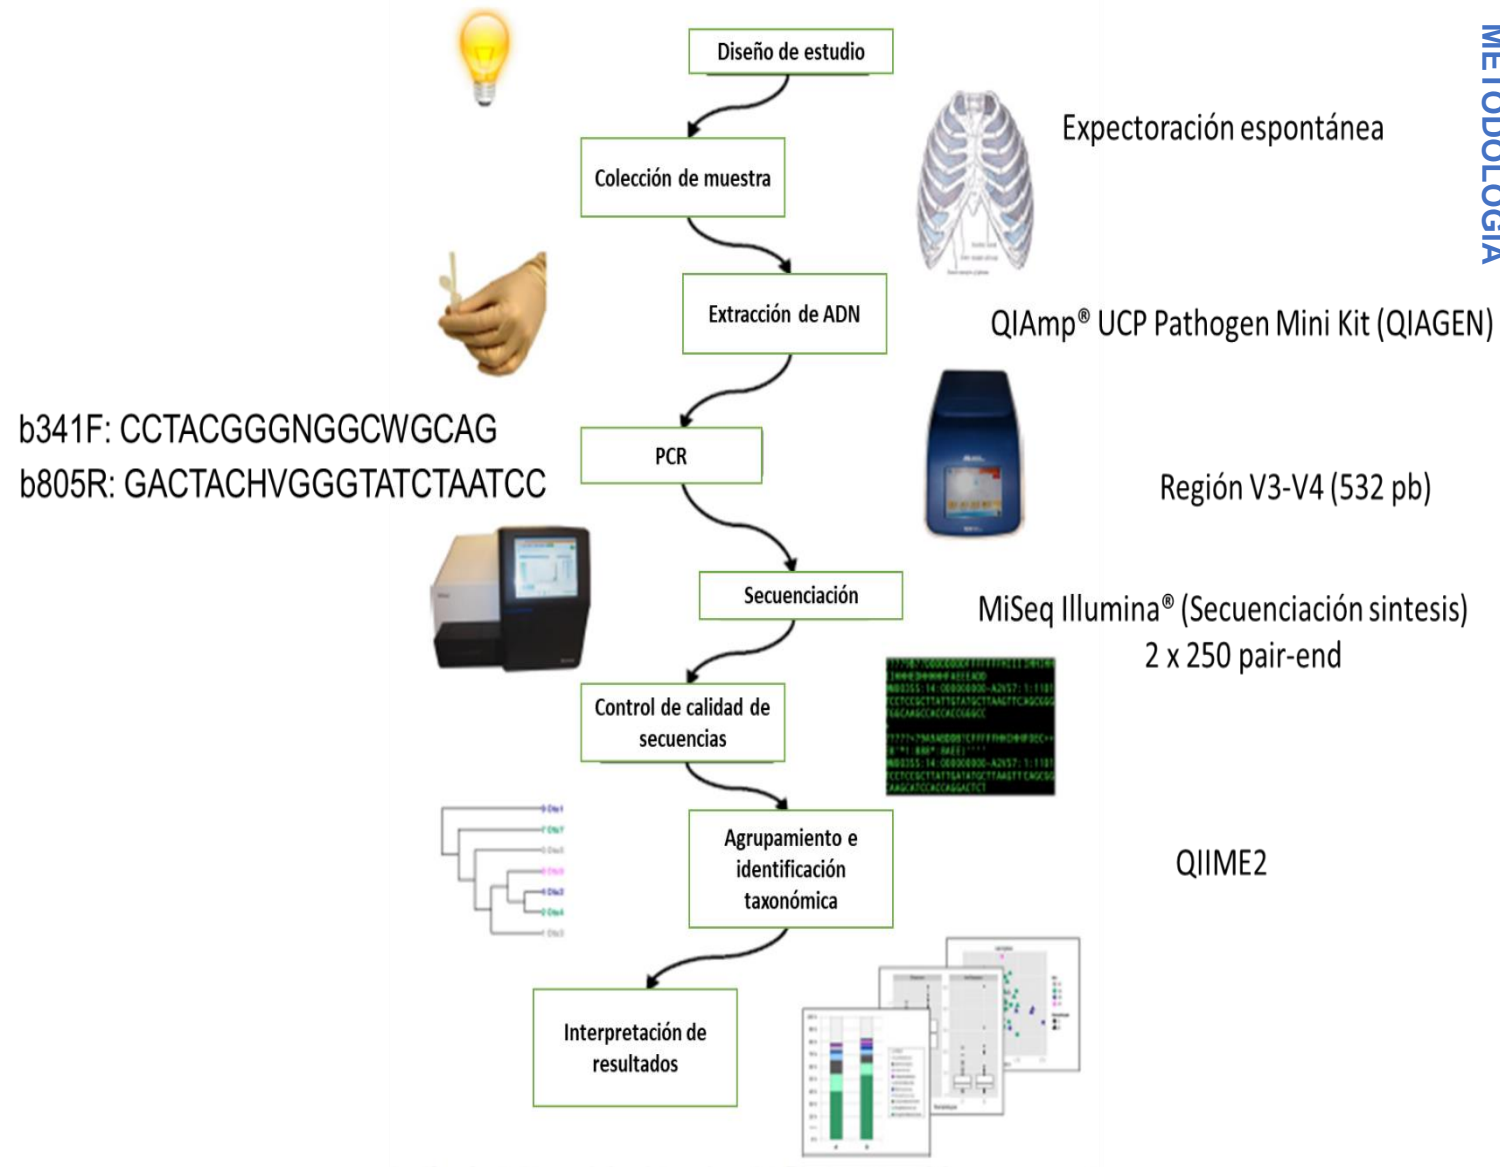 METODOLOGÍA
Diseño de estudio
Expectoración espontánea
Colección de muestra
Extracción de ADN
QIAmp® UCP Pathogen Mini Kit (QIAGEN)
b341F: CCTACGGGNGGCWGCAG
b805R: GACTACHVGGGTATCTAATCC
PCR
Región V3-V4 (532 pb)
Secuenciación
MiSeq Illumina® (Secuenciación sintesis)
2 x 250 pair-end
Control de calidad de
secuencias
Agrupamiento e
identificación
taxonómica
QIIME2
Interpretación de
resultados